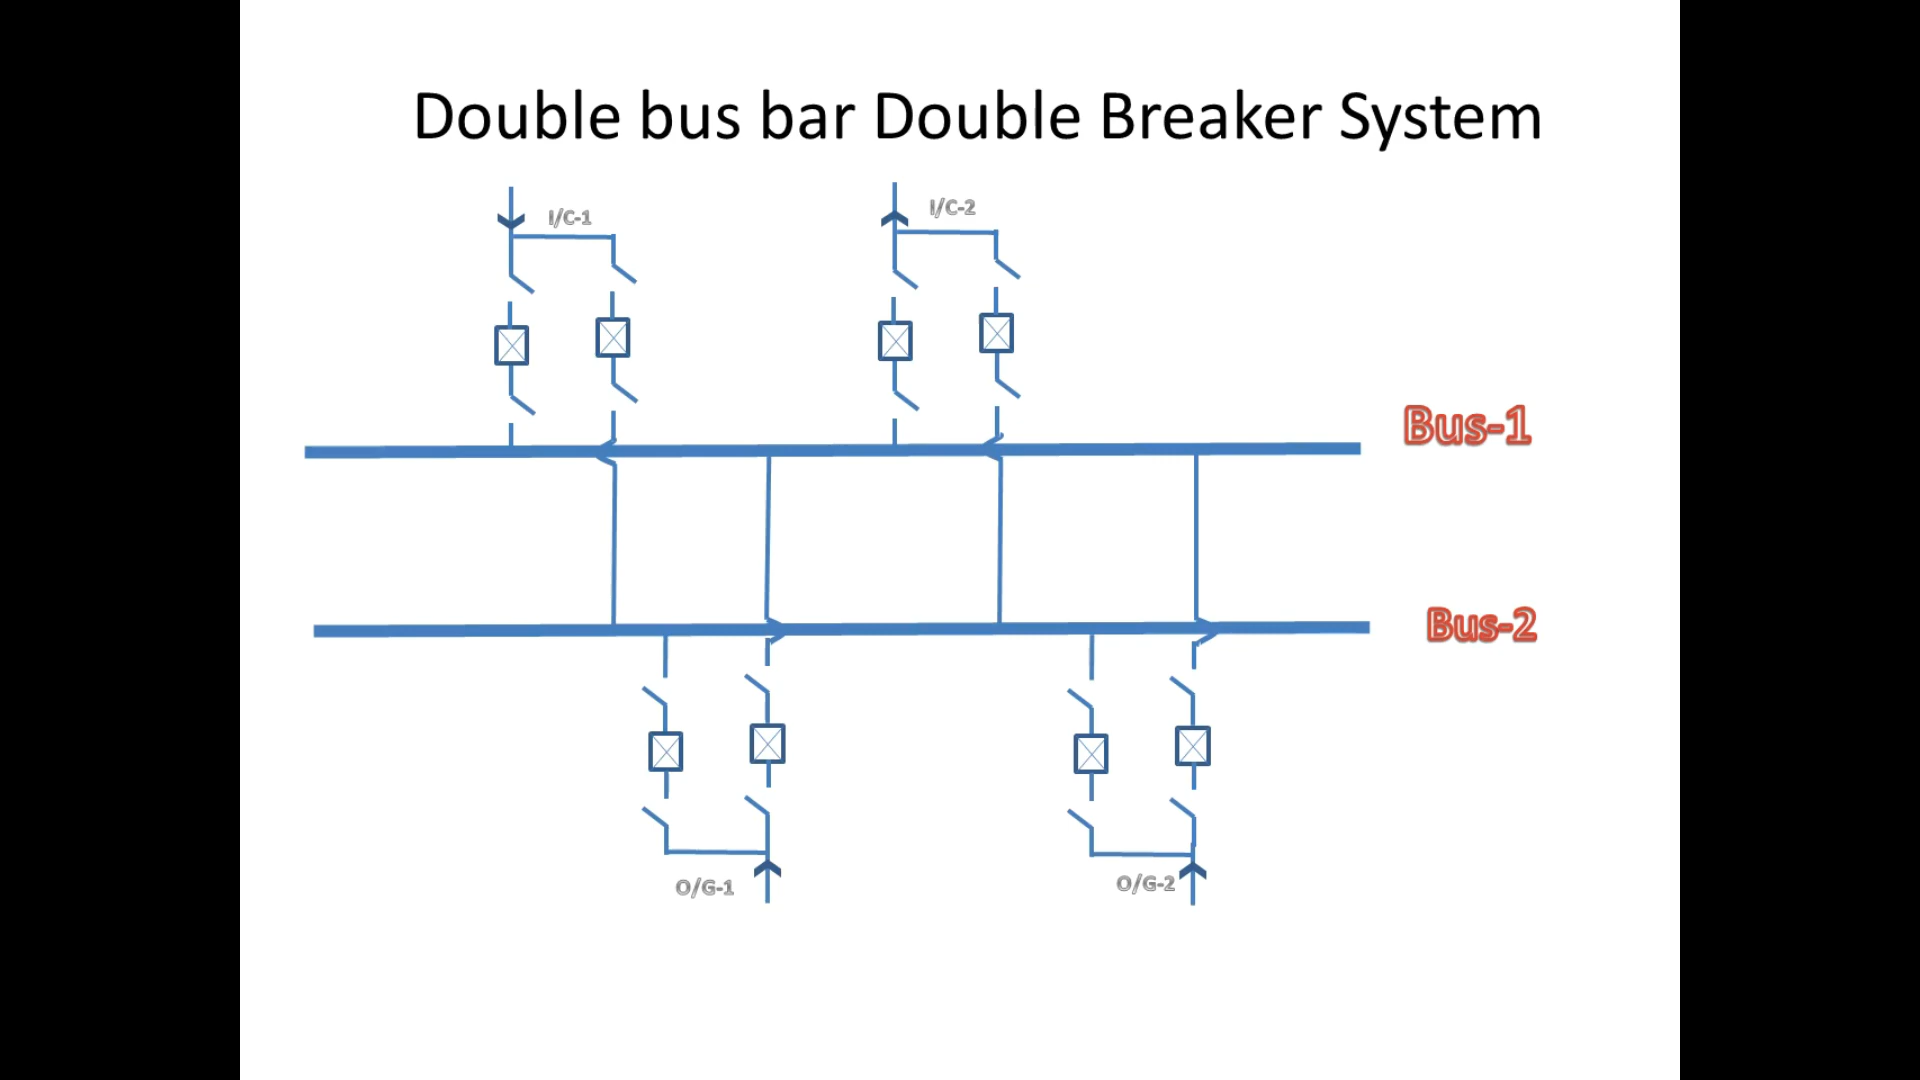 Double bus bar Double Breaker System
I/C-1
I/C-2
Bus-1
Bus-2
O/G-1
O/G-2